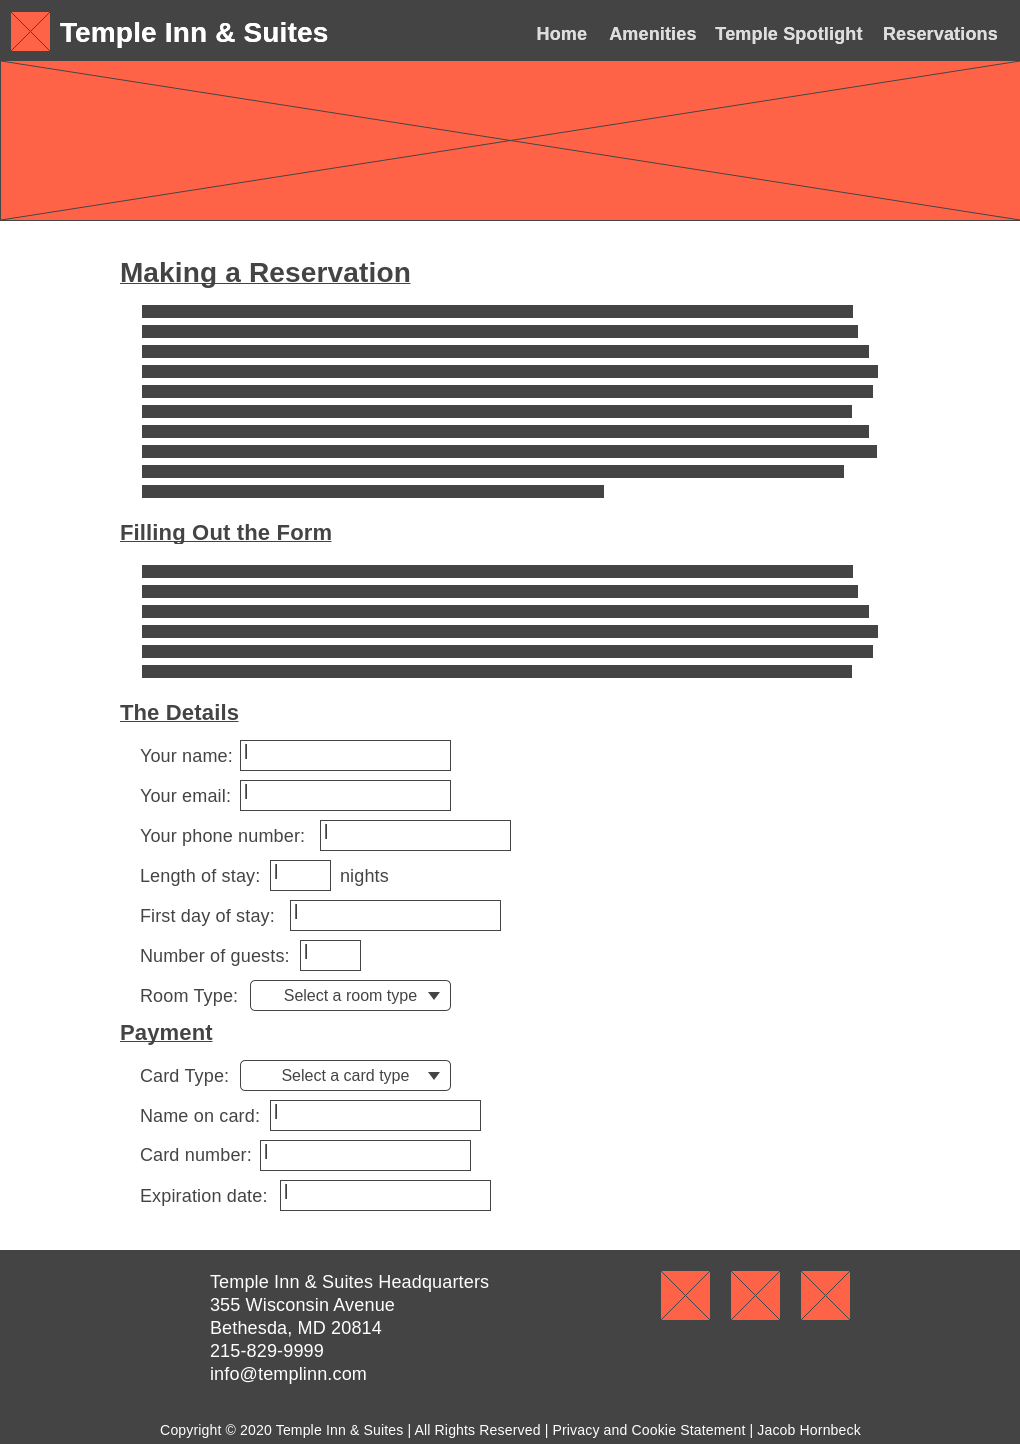 Temple Inn & Suites
Home Amenities Temple Spotlight Reservations
Making a Reservation
Filling Out the Form
The Details
Your name:
Your email:
Your phone number:
Length of stay: nights
First day of stay:
Number of guests:
Room Type: Select a room type
Payment
Card Type: Select a card type
Name on card:
Card number:
Expiration date:
Temple Inn & Suites Headquarters
355 Wisconsin Avenue
Bethesda, MD 20814
215-829-9999
info@templinn.com
Copyright © 2020 Temple Inn & Suites | All Rights Reserved | Privacy and Cookie Statement | Jacob Hornbeck